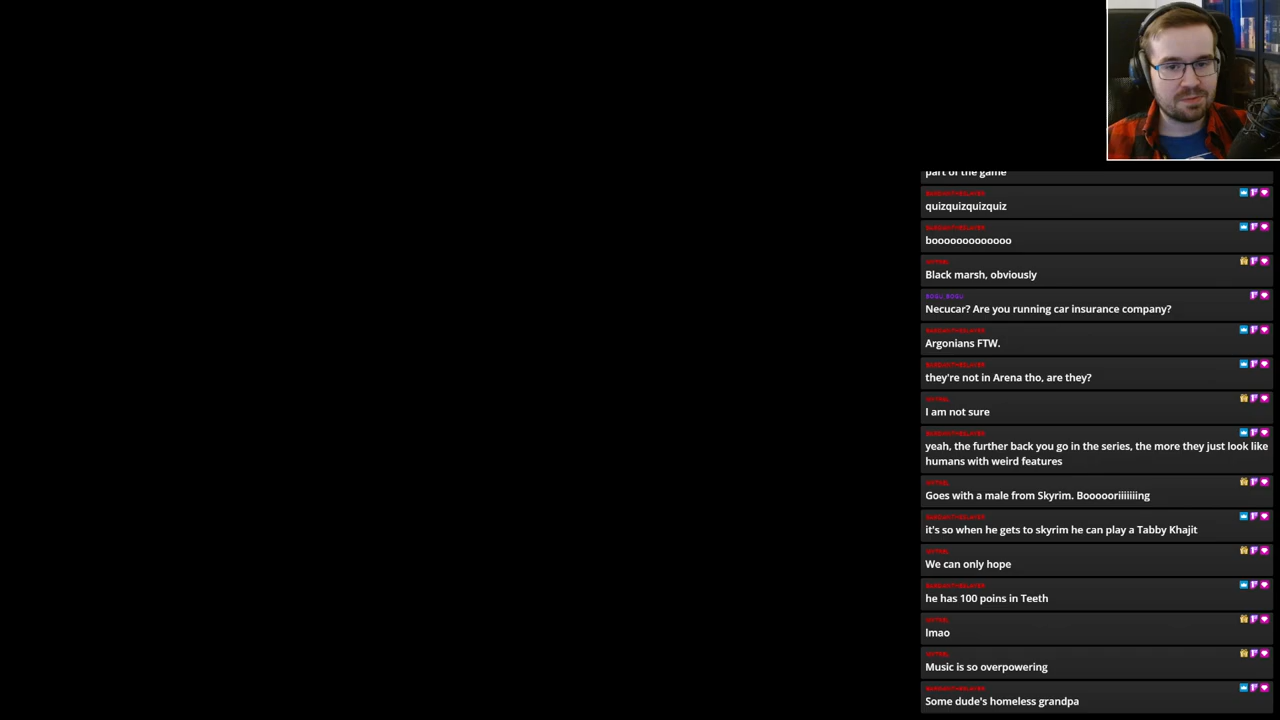 part of the game
quizquizquizquiz
booooooooooooo
Black marsh, obviously
Necucar? Are you running car insurance company?
Argonians FTW.
they're not in Arena tho, are they?
I am not sure
yeah, the further back you go in the series, the more they just look like
humans with weird features
Goes with a male from Skyrim. Boooooriiiiiiing
it's so when he gets to skyrim he can play a Tabby Khajit
We can only hope
he has 100 poins in Teeth
lmao
Music is so overpowering
Some dude's homeless grandpa